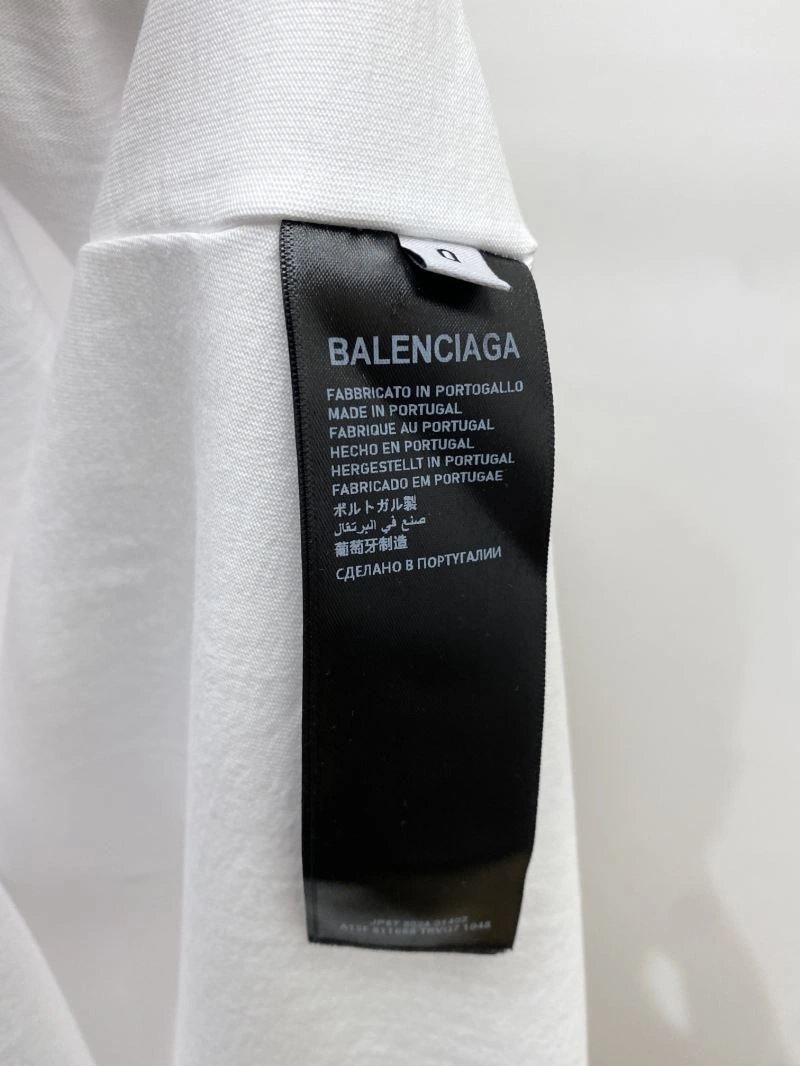 D
BALENCIAGA
FABBRICATO IN PORTOGALLO
MADE IN PORTUGAL
FABRIQUE AU PORTUGAL
HECHO EN PORTUGAL
HERGESTELLT IN PORTUGAL
FABRICADO EM PORTUGAE
ポルトガル製
صنع في البرتغال
葡萄牙制造
СДЕЛАНО В ПОРТУГАЛИИ
1048